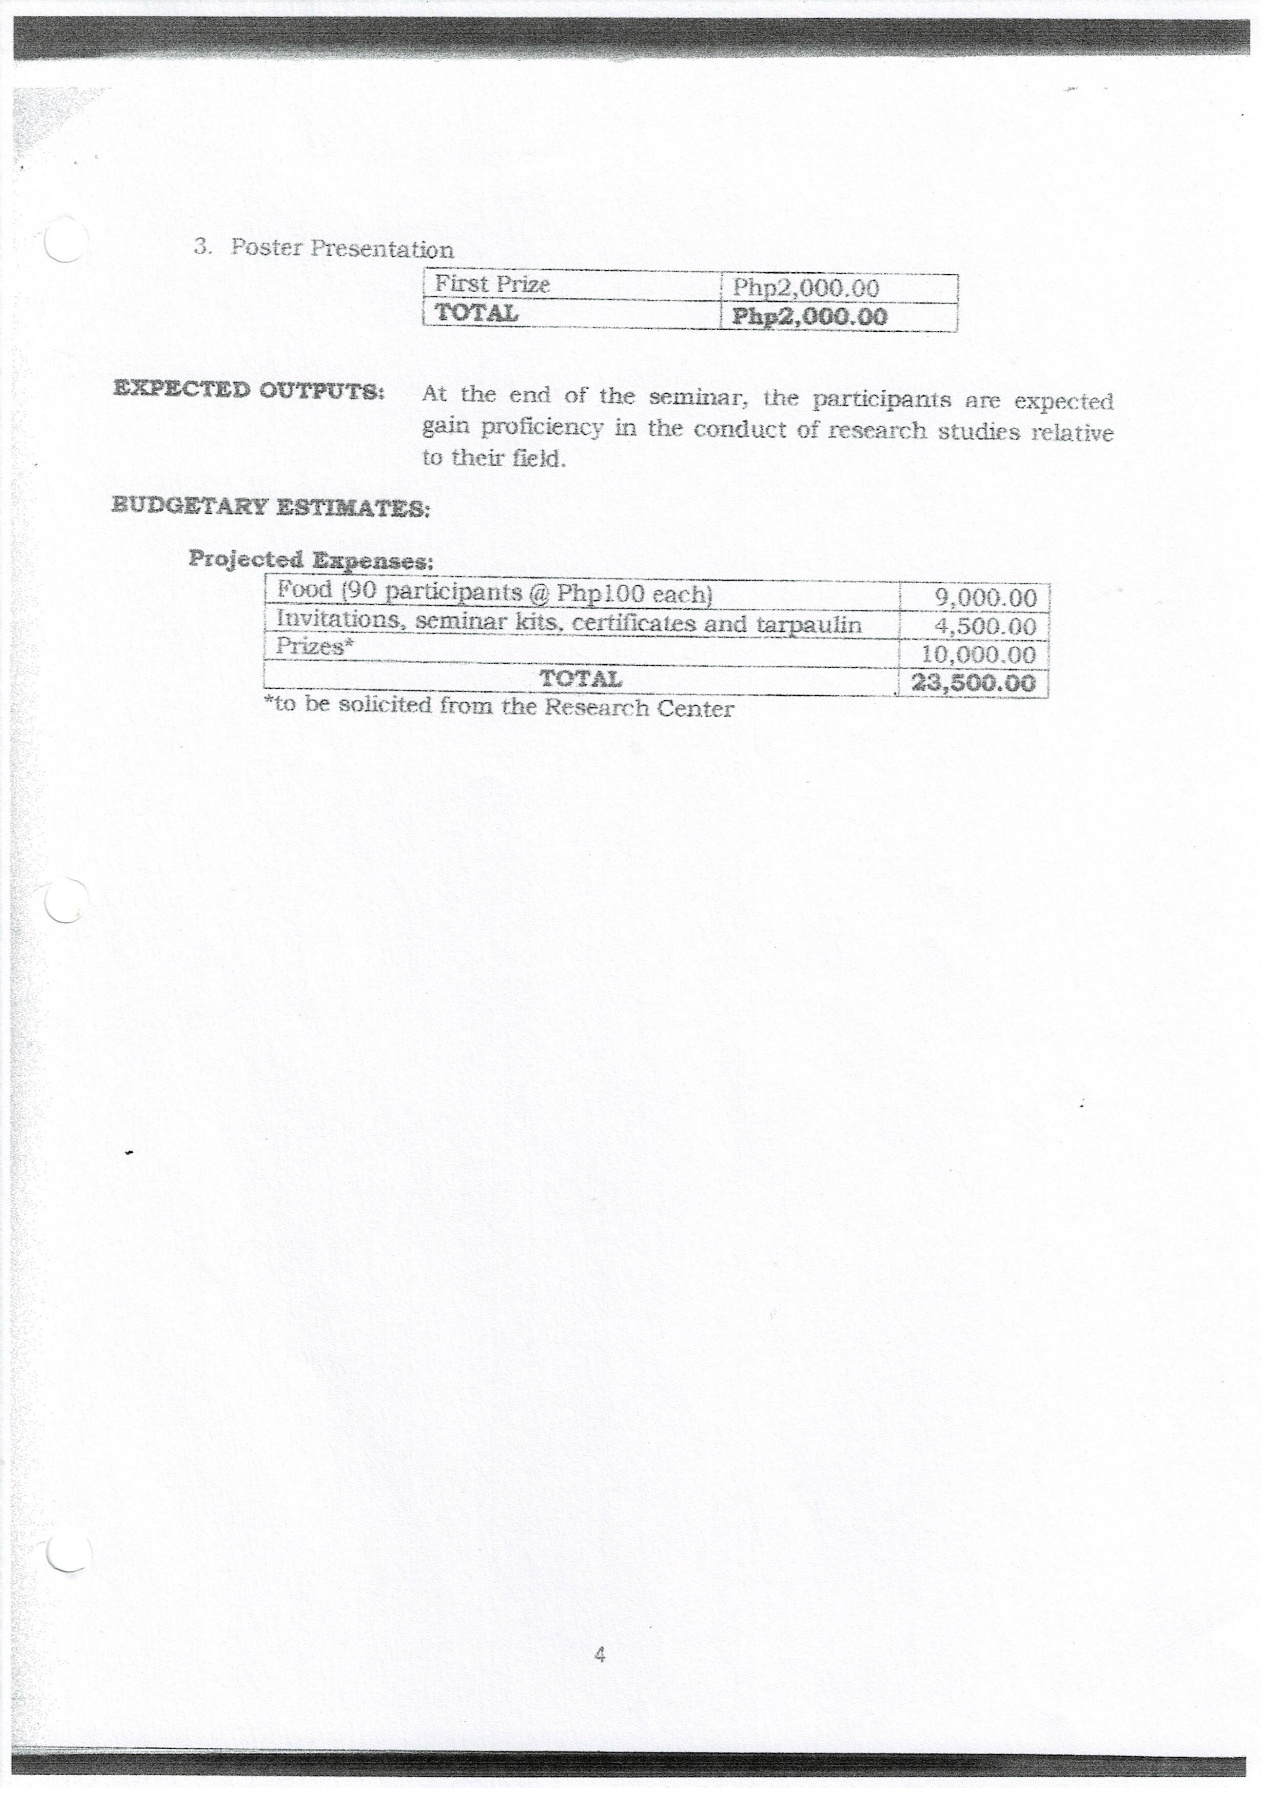 3. Poster Presentation
First Prize Php2,000.00
TOTAL Php2,000.00
EXPECTED OUTPUTS: At the end of the seminar, the participants are expected
gain proficiency in the conduct of research studies relative
to their field.
BUDGETARY ESTIMATES:
Projected Expenses:
Food (90 participants @ Php100 each) 9,000.00
Invitations, seminar kits, certificates and tarpaulin 4,500.00
Prizes* 10,000.00
TOTAL 23,500.00
*to be solicited from the Research Center
4